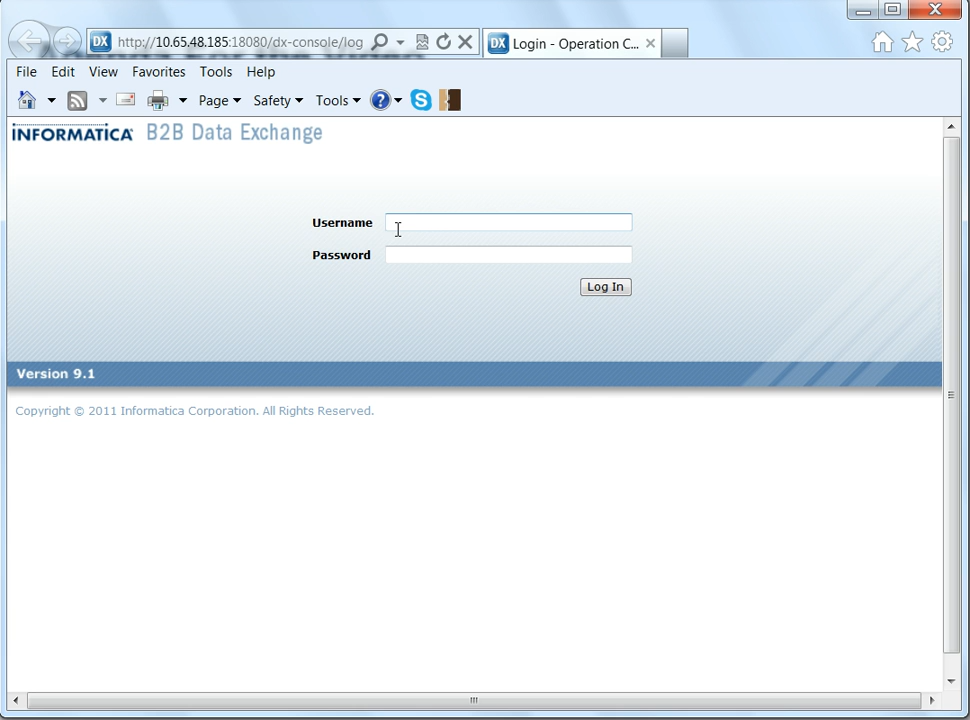 DX http://10.65.48.185:18080/dx-console/log
DX Login - Operation C...
File Edit View Favorites Tools Help
Page Safety Tools ?
INFORMATICA B2B Data Exchange
Username
Password
Log In
Version 9.1
Copyright © 2011 Informatica Corporation. All Rights Reserved.